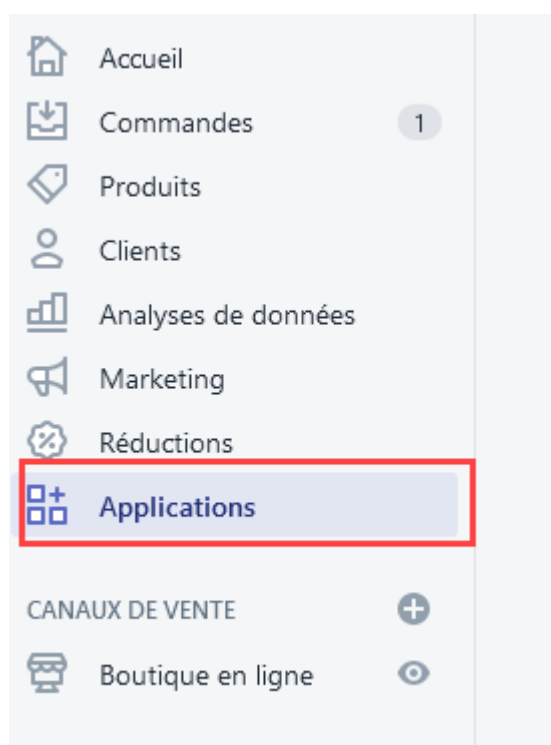 Accueil
Commandes 1
Produits
Clients
Analyses de données
Marketing
Réductions
Applications
CANAUX DE VENTE
Boutique en ligne